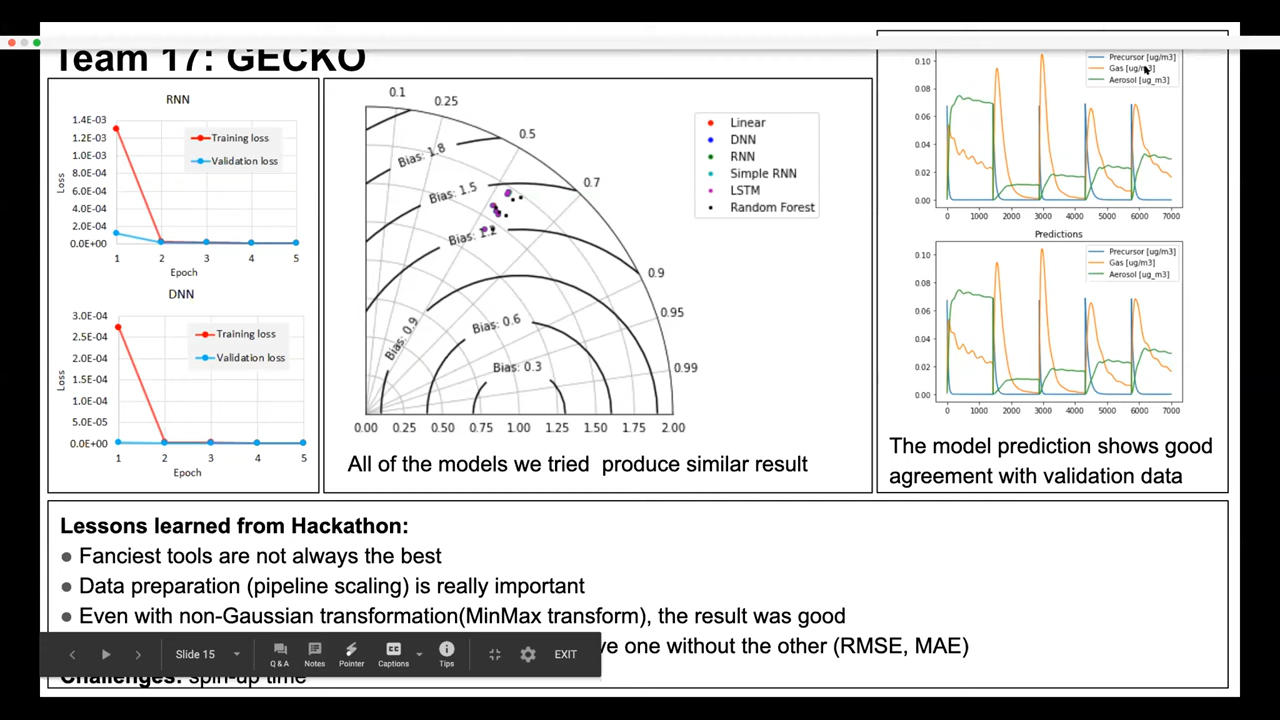 Team 17: GECKO
RNN
1.4E-03
1.2E-03
1.0E-03
8.0E-04
6.0E-04
4.0E-04
2.0E-04
0.0E+00
Loss
Training loss
Validation loss
1 2 3 4 5
Epoch
DNN
3.0E-04
2.5E-04
2.0E-04
1.5E-04
1.0E-04
5.0E-05
0.0E+00
Loss
Training loss
Validation loss
1 2 3 4 5
Epoch
0.1
0.25
0.5
0.7
0.9
0.95
0.99
Bias: 1.8
Bias: 1.5
Bias: 1.2
Bias: 0.9
Bias: 0.6
Bias: 0.3
0.00 0.25 0.50 0.75 1.00 1.25 1.50 1.75 2.00
Linear
DNN
RNN
Simple RNN
LSTM
Random Forest
All of the models we tried produce similar result
0.10
0.08
0.06
0.04
0.02
0.00
Precursor [ug/m3]
Gas [ug/m3]
Aerosol [ug_m3]
0 1000 2000 3000 4000 5000 6000 7000
Predictions
0.10
0.08
0.06
0.04
0.02
0.00
Precursor [ug/m3]
Gas [ug/m3]
Aerosol [ug_m3]
0 1000 2000 3000 4000 5000 6000 7000
The model prediction shows good
agreement with validation data
Lessons learned from Hackathon:
● Fanciest tools are not always the best
● Data preparation (pipeline scaling) is really important
● Even with non-Gaussian transformation(MinMax transform), the result was good
one without the other (RMSE, MAE)
Slide 15
Q & A Notes Pointer Captions Tips
EXIT
Challenges: spin-up time